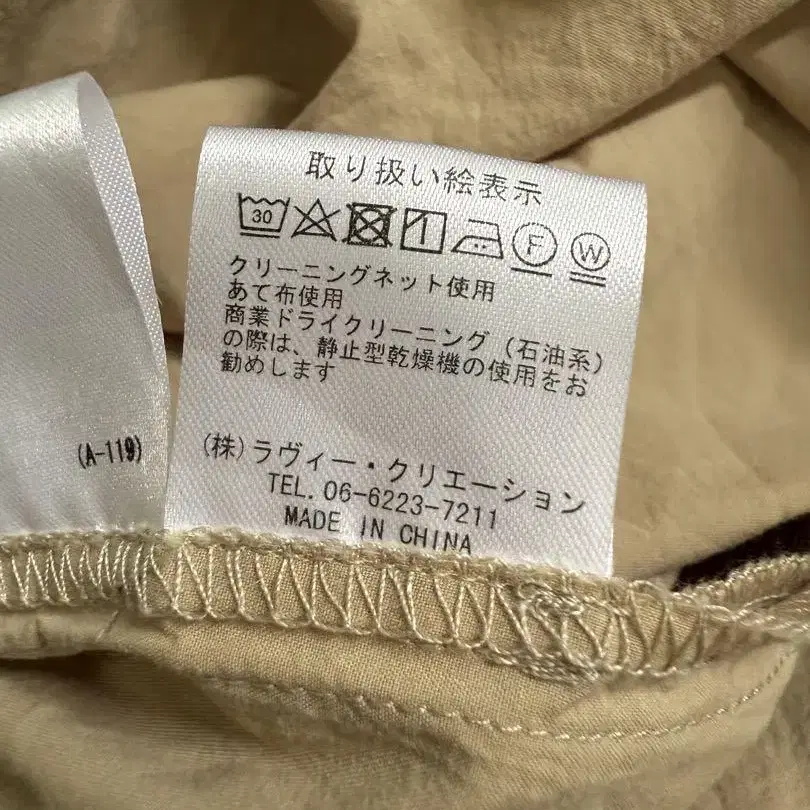 取り扱い絵表示
30 F W
クリーニングネット使用
あて布使用
商業ドライクリーニング(石油系)
の際は、静止型乾燥機の使用をお
勧めします
(A-119)
(株)ラヴィー・クリエーション
TEL. 06-6223-7211
MADE IN CHINA